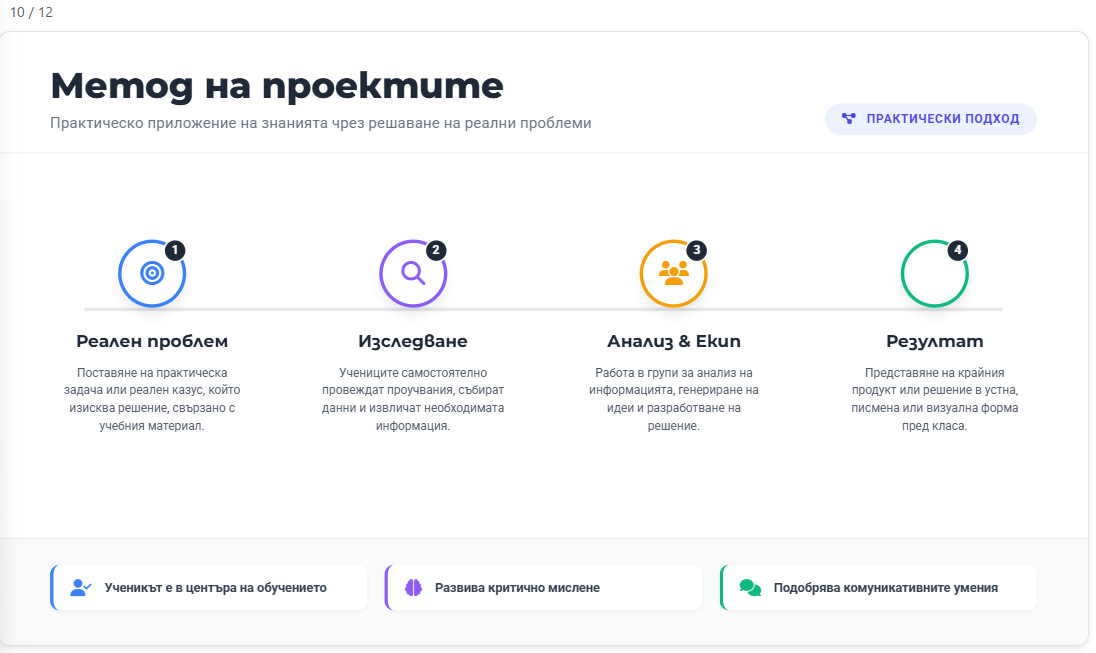 10 / 12
Метод на проектите
Практическо приложение на знанията чрез решаване на реални проблеми
ПРАКТИЧЕСКИ ПОДХОД
1
2
3
4
Реален проблем
Изследване
Анализ & Екип
Резултат
Поставяне на практическа
задача или реален казус, който
изисква решение, свързано с
учебния материал.
Учениците самостоятелно
провеждат проучвания, събират
данни и извличат необходимата
информация.
Работа в групи за анализ на
информацията, генериране на
идеи и разработване на
решение.
Представяне на крайния
продукт или решение в устна,
писмена или визуална форма
пред класа.
Ученикът е в центъра на обучението
Развива критично мислене
Подобрява комуникативните умения